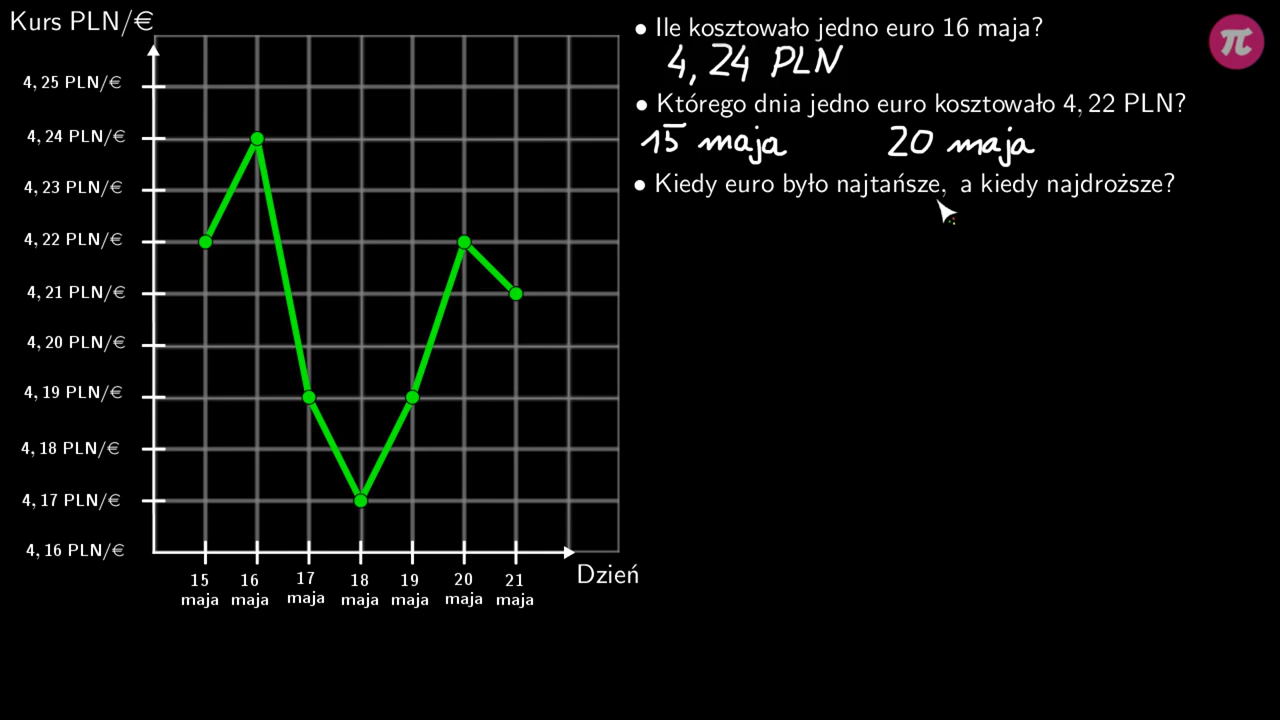 Kurs PLN/€
4, 25 PLN/€
4, 24 PLN/€
4, 23 PLN/€
4, 22 PLN/€
4, 21 PLN/€
4, 20 PLN/€
4, 19 PLN/€
4, 18 PLN/€
4, 17 PLN/€
4, 16 PLN/€
15 maja
16 maja
17 maja
18 maja
19 maja
20 maja
21 maja
Dzień
• Ile kosztowało jedno euro 16 maja?
4, 24 PLN
• Którego dnia jedno euro kosztowało 4, 22 PLN?
15 maja 20 maja
• Kiedy euro było najtańsze, a kiedy najdroższe?
π